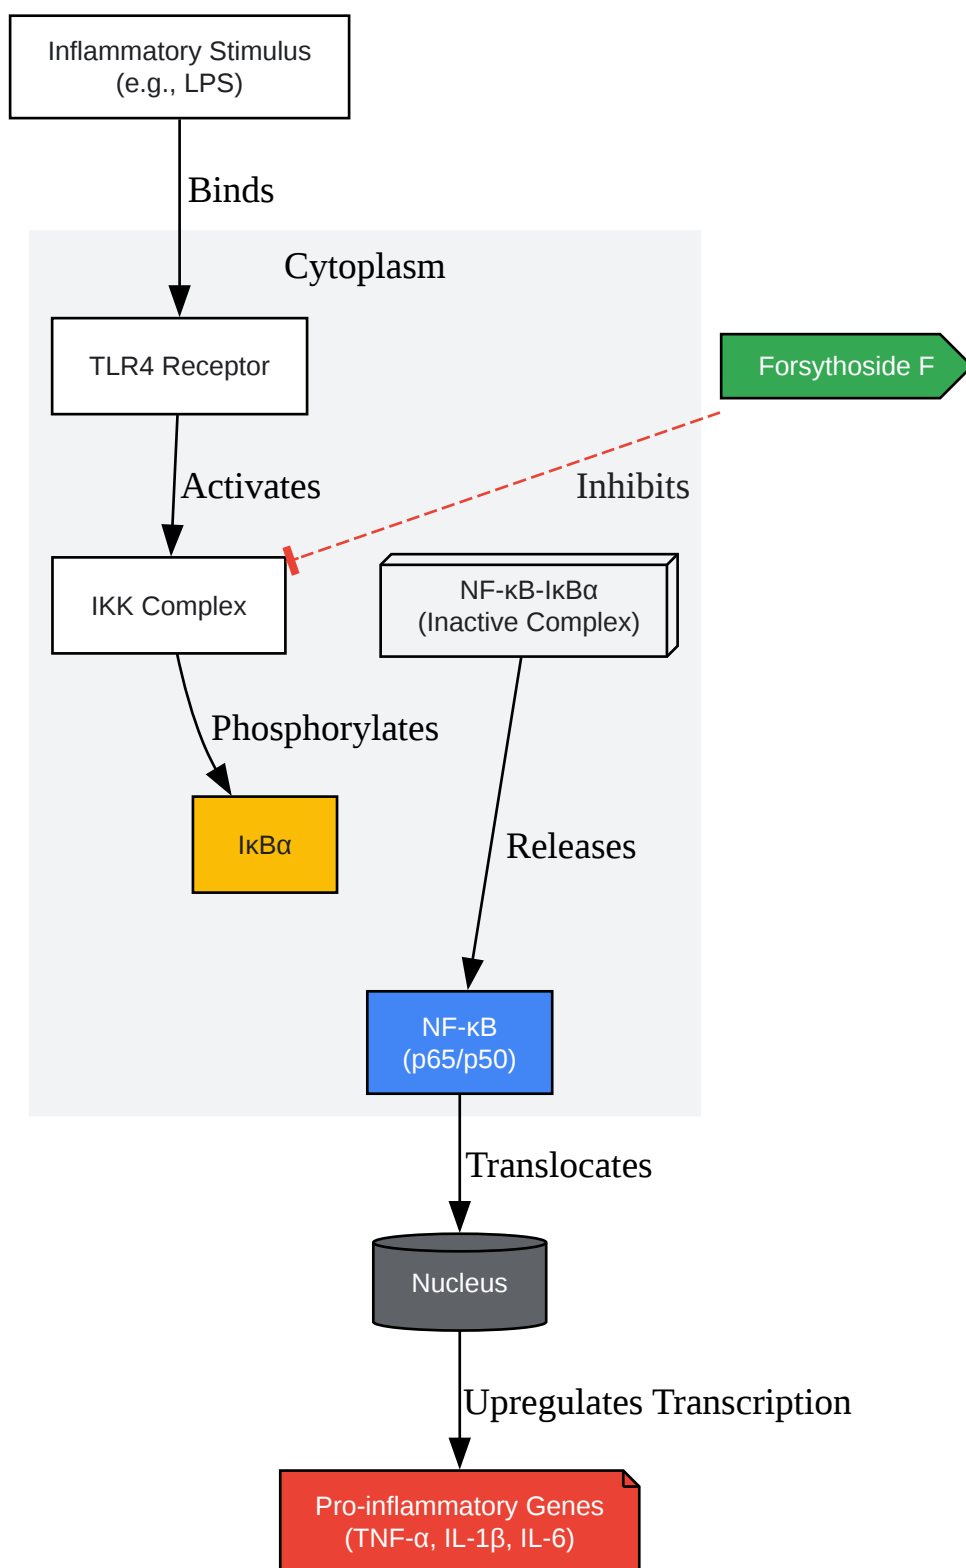 Inflammatory Stimulus
(e.g., LPS)
Binds
Cytoplasm
TLR4 Receptor
Forsythoside F
Activates
Inhibits
IKK Complex
NF-κB-IκBα
(Inactive Complex)
Phosphorylates
IκBα
Releases
NF-κB
(p65/p50)
Translocates
Nucleus
Upregulates Transcription
Pro-inflammatory Genes
(TNF-α, IL-1β, IL-6)